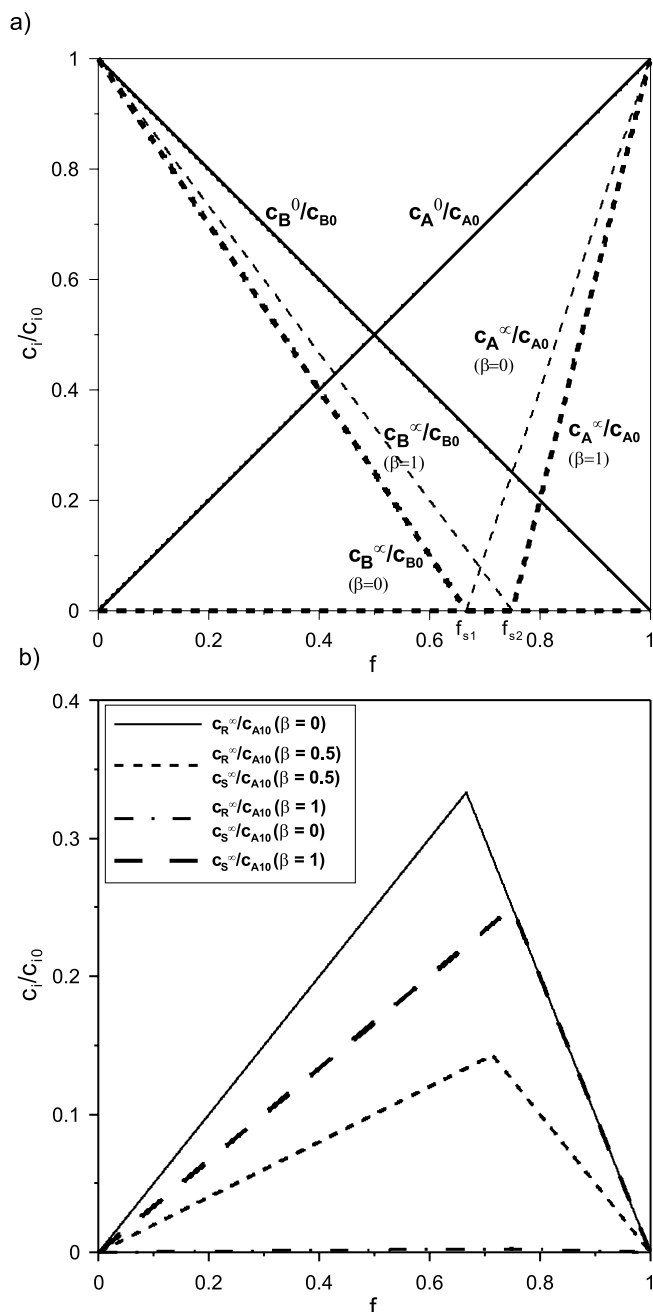 a)
1
0.8
0.6
0.4
0.2
0
c_i/c_i0
c_B^0/c_B0
c_A^0/c_A0
c_A^∝/c_A0
(β=0)
c_B^∝/c_B0
(β=1)
c_A^∝/c_A0
(β=1)
c_B^∝/c_B0
(β=0)
0 0.2 0.4 0.6 f_s1 f_s2 0.8 1
f
b)
0.4
0.3
0.2
0.1
0
c_i/c_i0
c_R^∞/c_A10 (β = 0)
c_R^∞/c_A10 (β = 0.5)
c_S^∞/c_A10 (β = 0.5)
c_R^∞/c_A10 (β = 1)
c_S^∞/c_A10 (β = 0)
c_S^∞/c_A10 (β = 1)
0 0.2 0.4 0.6 0.8 1
f